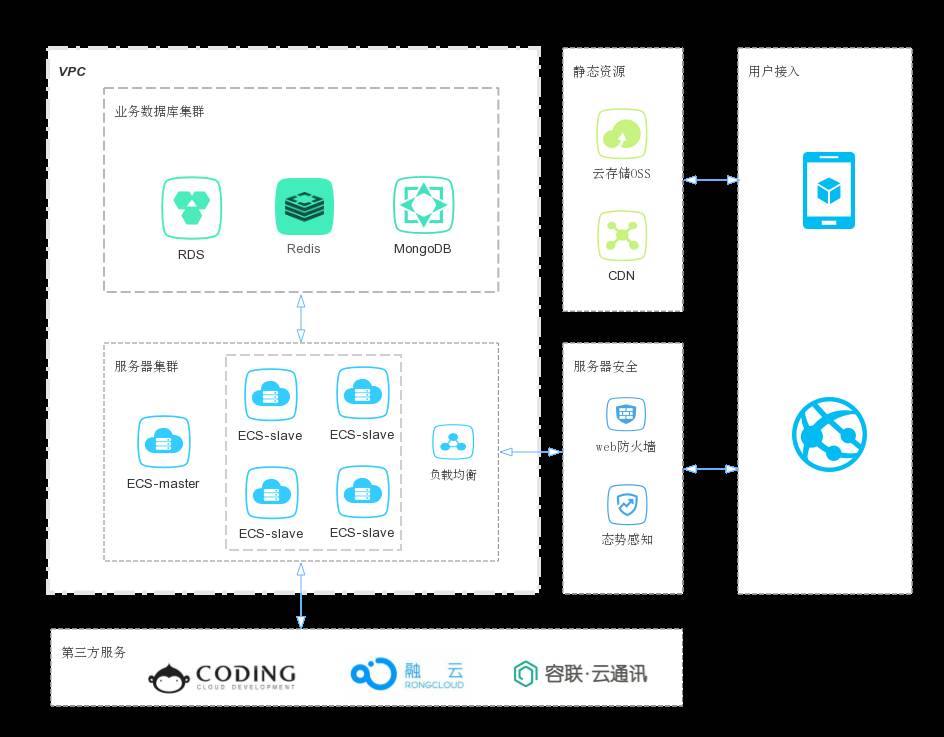 VPC
业务数据库集群
RDS
Redis
MongoDB
服务器集群
ECS-master
ECS-slave
ECS-slave
ECS-slave
ECS-slave
负载均衡
静态资源
云存储OSS
CDN
服务器安全
web防火墙
态势感知
用户接入
第三方服务
CODING
CLOUD DEVELOPMENT
融云
RONGCLOUD
容联·云通讯